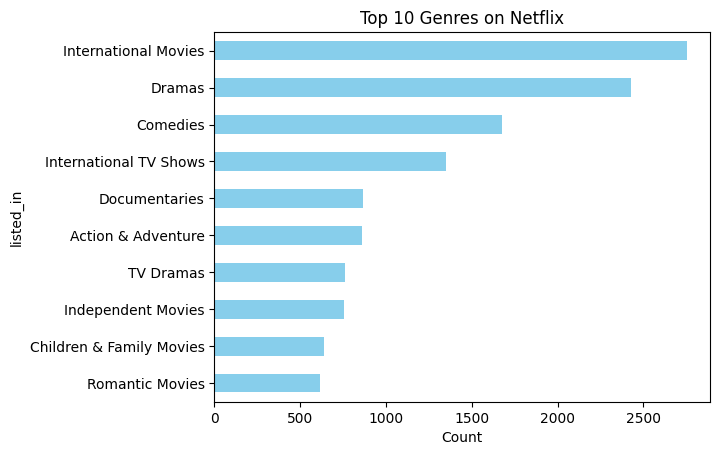 Top 10 Genres on Netflix
International Movies
Dramas
Comedies
International TV Shows
Documentaries
Action & Adventure
TV Dramas
Independent Movies
Children & Family Movies
Romantic Movies
listed_in
0 500 1000 1500 2000 2500
Count